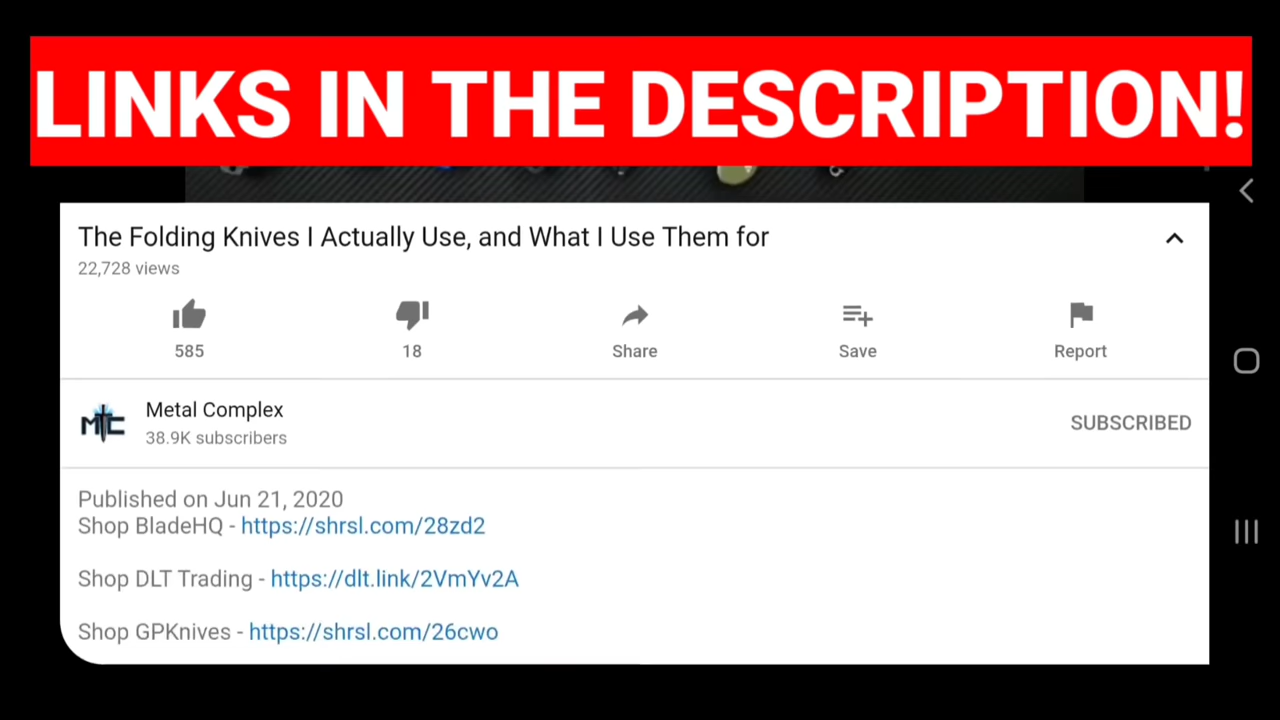 LINKS IN THE DESCRIPTION!
The Folding Knives I Actually Use, and What I Use Them for
22,728 views
585
18
Share
Save
Report
MTC
Metal Complex
38.9K subscribers
SUBSCRIBED
Published on Jun 21, 2020
Shop BladeHQ - https://shrsl.com/28zd2
Shop DLT Trading - https://dlt.link/2VmYv2A
Shop GPKnives - https://shrsl.com/26cwo